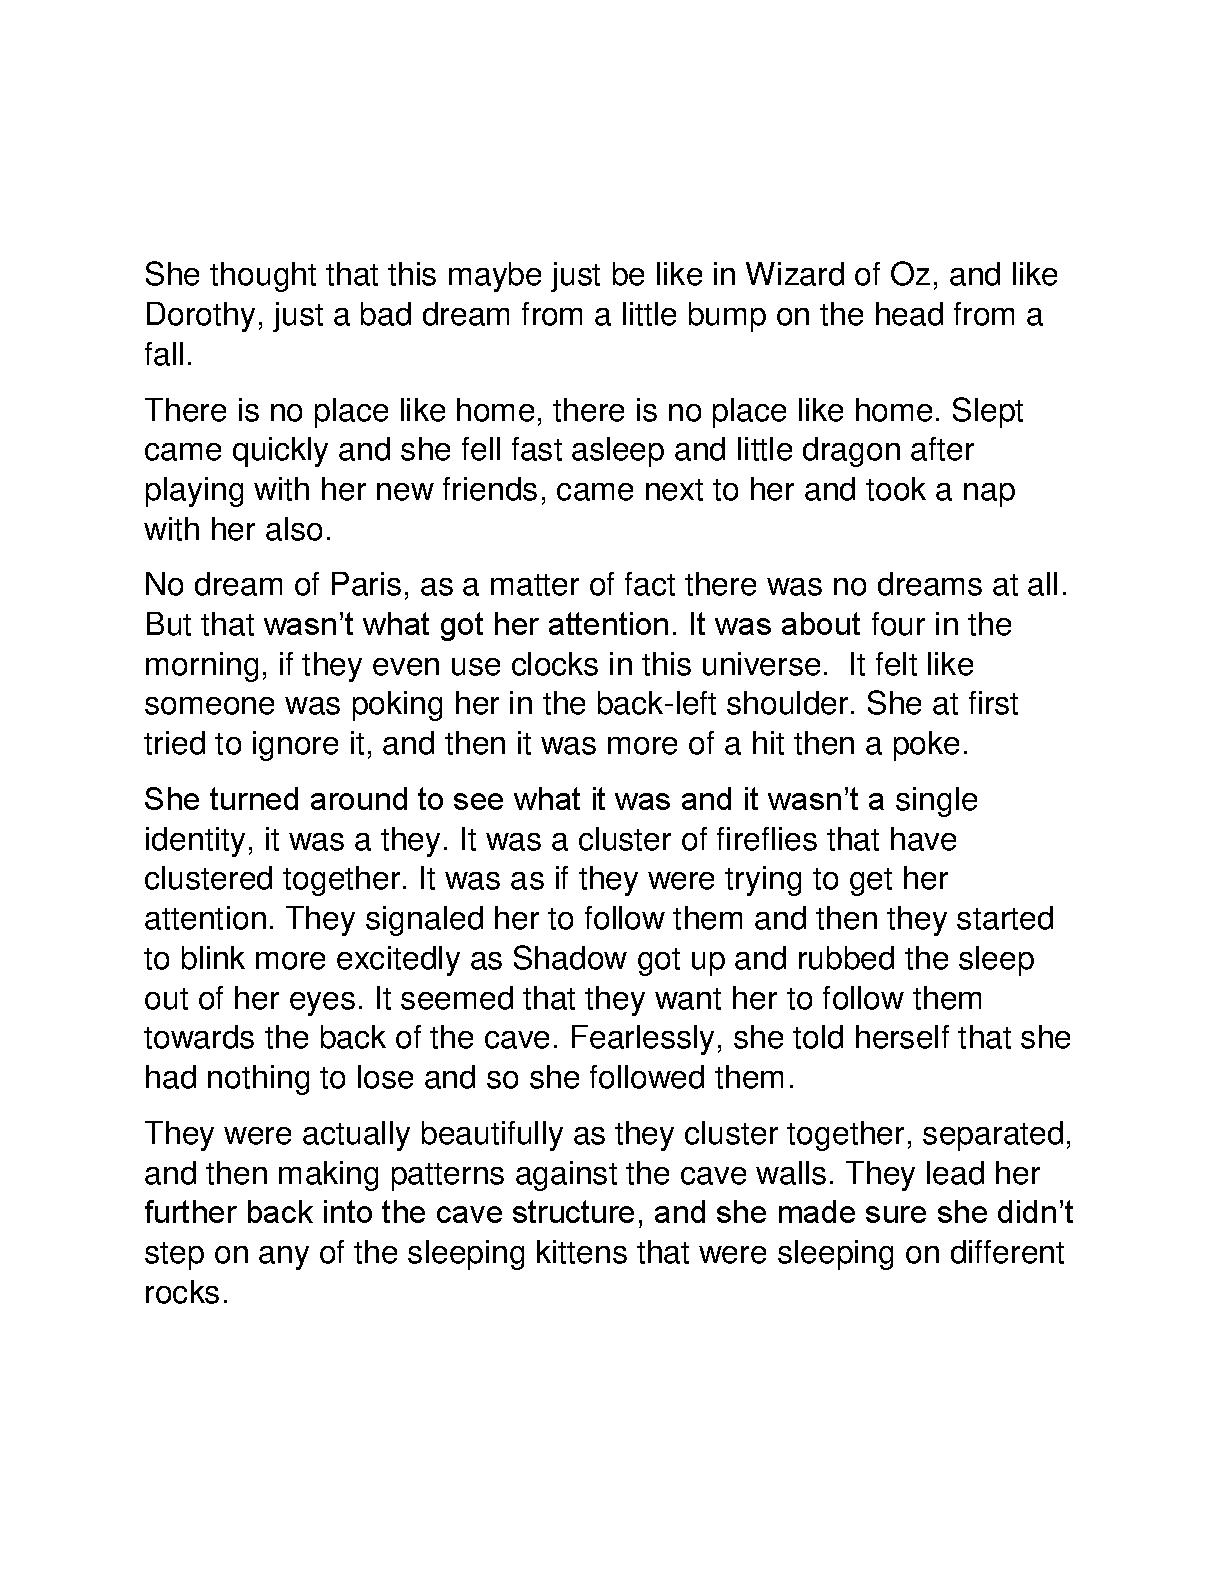 She thought that this maybe just be like in Wizard of Oz, and like
Dorothy, just a bad dream from a little bump on the head from a
fall.
There is no place like home, there is no place like home. Slept
came quickly and she fell fast asleep and little dragon after
playing with her new friends, came next to her and took a nap
with her also.
No dream of Paris, as a matter of fact there was no dreams at all.
But that wasn’t what got her attention. It was about four in the
morning, if they even use clocks in this universe.  It felt like
someone was poking her in the back-left shoulder. She at first
tried to ignore it, and then it was more of a hit then a poke.
She turned around to see what it was and it wasn’t a single
identity, it was a they. It was a cluster of fireflies that have
clustered together. It was as if they were trying to get her
attention. They signaled her to follow them and then they started
to blink more excitedly as Shadow got up and rubbed the sleep
out of her eyes. It seemed that they want her to follow them
towards the back of the cave. Fearlessly, she told herself that she
had nothing to lose and so she followed them.
They were actually beautifully as they cluster together, separated,
and then making patterns against the cave walls. They lead her
further back into the cave structure, and she made sure she didn’t
step on any of the sleeping kittens that were sleeping on different
rocks.